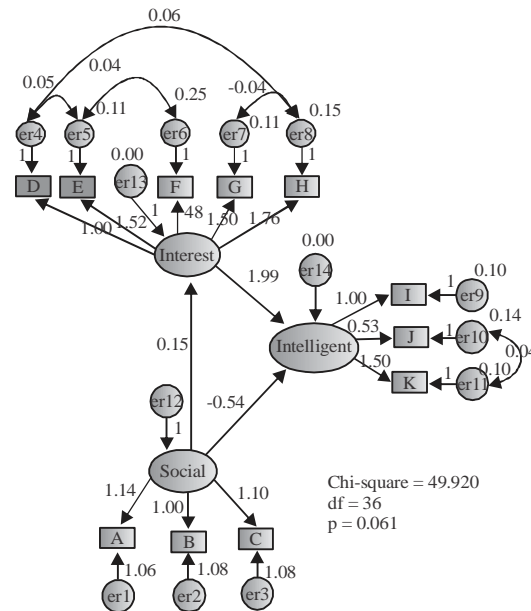 0.06
0.05
0.04
-0.04
0.11
0.25
0.11
0.15
er4
er5
er6
er7
er8
1
1
1
1
1
0.00
D
E
er13
F
G
H
1
1.00
1.52
48
1.50
1.76
Interest
0.00
er14
1.99
0.10
1.00
I
1
er9
0.14
0.53
J
1
er10
Intelligent
0.04
1.50
0.10
K
1
er11
0.15
er12
-0.54
1
Social
1.14
1.00
1.10
Chi-square = 49.920
df = 36
p = 0.061
A
B
C
1.06
1.08
1.08
er1
er2
er3